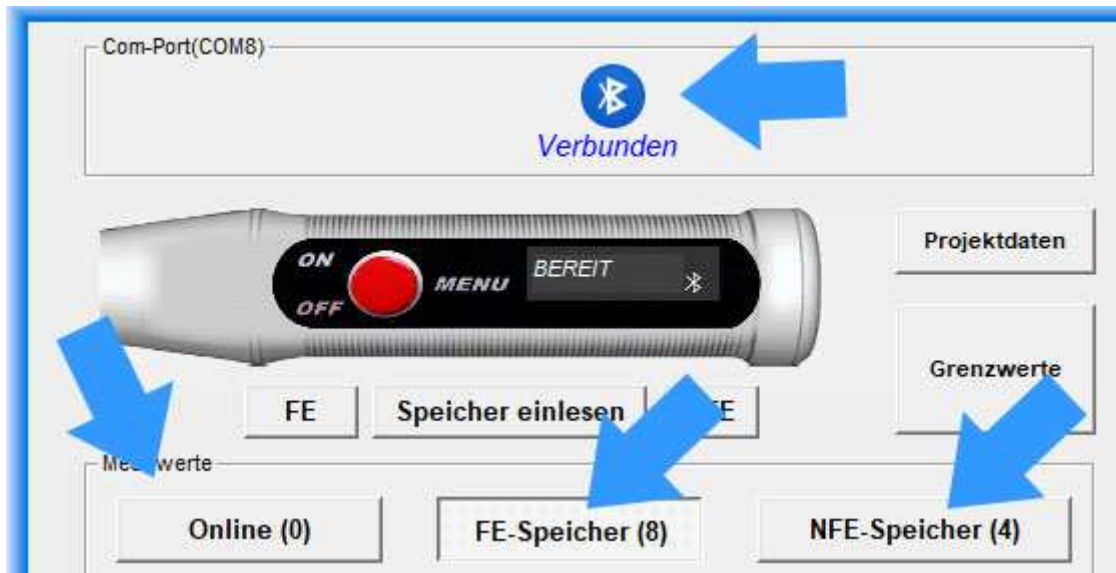 Com-Port(COM8)
Verbunden
ON
OFF
MENU
BEREIT
Projektdaten
Grenzwerte
FE
Speicher einlesen
Online (0)
FE-Speicher (8)
NFE-Speicher (4)